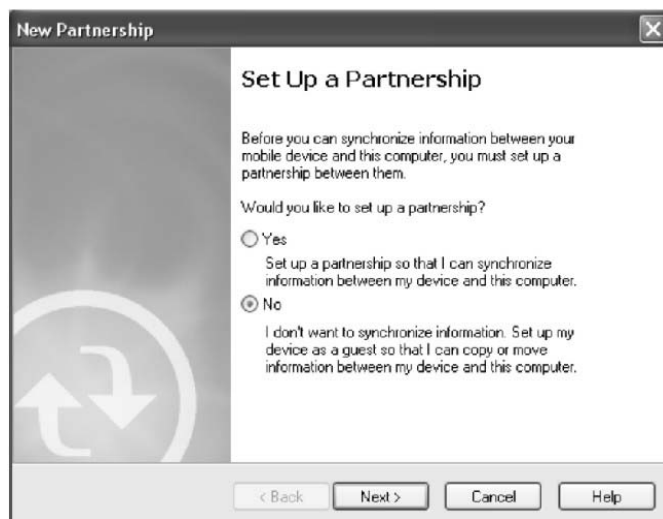 New Partnership
Set Up a Partnership
Before you can synchronize information between your
mobile device and this computer, you must set up a
partnership between them.
Would you like to set up a partnership?
Yes
Set up a partnership so that I can synchronize
information between my device and this computer.
No
I don't want to synchronize information. Set up my
device as a guest so that I can copy or move
information between my device and this computer.
< Back Next > Cancel Help